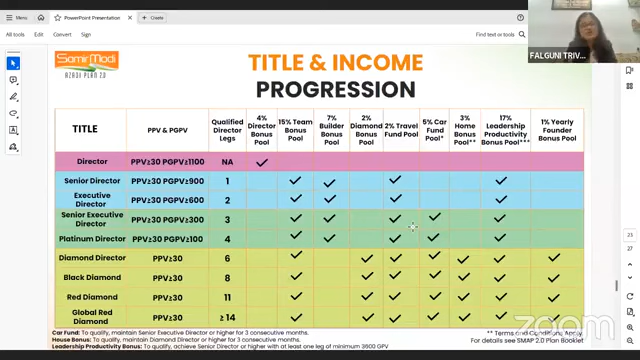 Menu
PowerPoint Presentation
+ Create
Edit Convert Sign
Find text or tools
FALGUNI TRIV...
Samir Modi
AZADI PLAN 2.0
TITLE & INCOME
PROGRESSION
TITLE PPV & PGPV Qualified Director Legs 4% Director Bonus Pool 15% Team Bonus Pool 7% Builder Bonus Pool 2% Diamond Bonus Pool 2% Travel Fund Pool 5% Car Fund Pool* 3% Home Bonus Pool** 17% Leadership Productivity Bonus Pool*** 1% Yearly Founder Bonus Pool
Director PPV≥30 PGPV≥1100 NA ✓
Senior Director PPV≥30 PGPV≥900 1 ✓ ✓ ✓ ✓
Executive Director PPV≥30 PGPV≥600 2 ✓ ✓ ✓ ✓
Senior Executive Director PPV≥30 PGPV≥300 3 ✓ ✓ ✓ ✓ ✓
Platinum Director PPV≥30 PGPV≥100 4 ✓ ✓ ✓ ✓ ✓
Diamond Director PPV≥30 6 ✓ ✓ ✓ ✓ ✓ ✓ ✓
Black Diamond PPV≥30 8 ✓ ✓ ✓ ✓ ✓ ✓ ✓
Red Diamond PPV≥30 11 ✓ ✓ ✓ ✓ ✓ ✓ ✓
Global Red Diamond PPV≥30 ≥ 14 ✓ ✓ ✓ ✓ ✓ ✓ ✓
Car Fund: To qualify, maintain Senior Executive Director or higher for 3 consecutive months.
House Bonus: To qualify, maintain Diamond Director or higher for 3 consecutive months.
Leadership Productivity Bonus: To qualify, achieve Senior Director or higher with at least one leg of minimum 3600 GPV
** Terms and Conditions Apply.
For details see SMAP 2.0 Plan Booklet
zoom
23
27